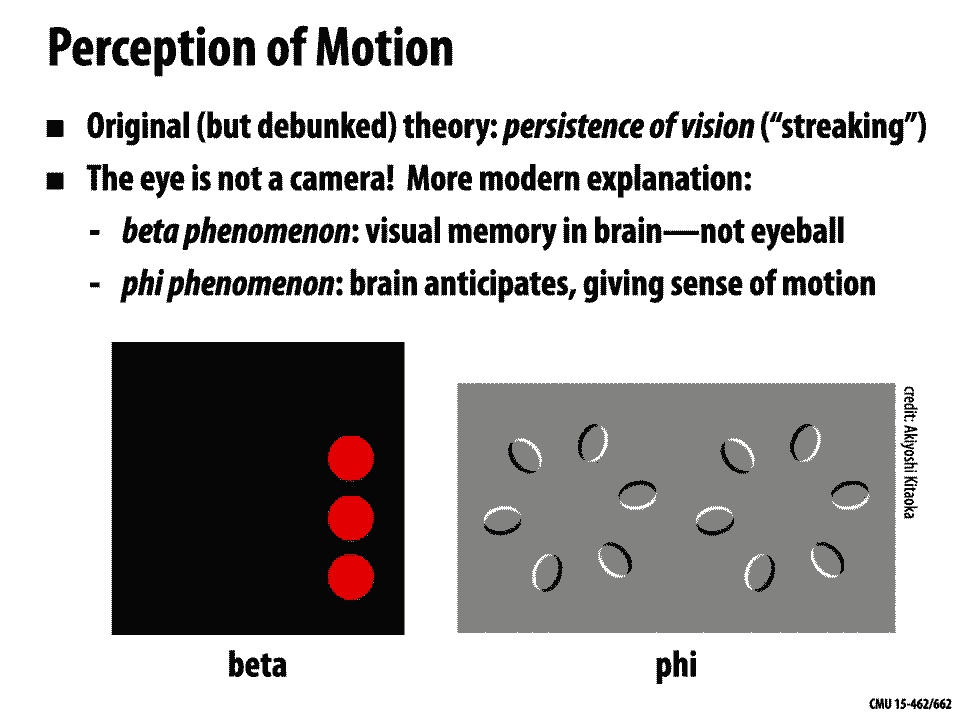 Perception of Motion
■ Original (but debunked) theory: persistence of vision (“streaking”)
■ The eye is not a camera! More modern explanation:
- beta phenomenon: visual memory in brain—not eyeball
- phi phenomenon: brain anticipates, giving sense of motion
credit: Akiyoshi Kitaoka
beta
phi
CMU 15-462/662